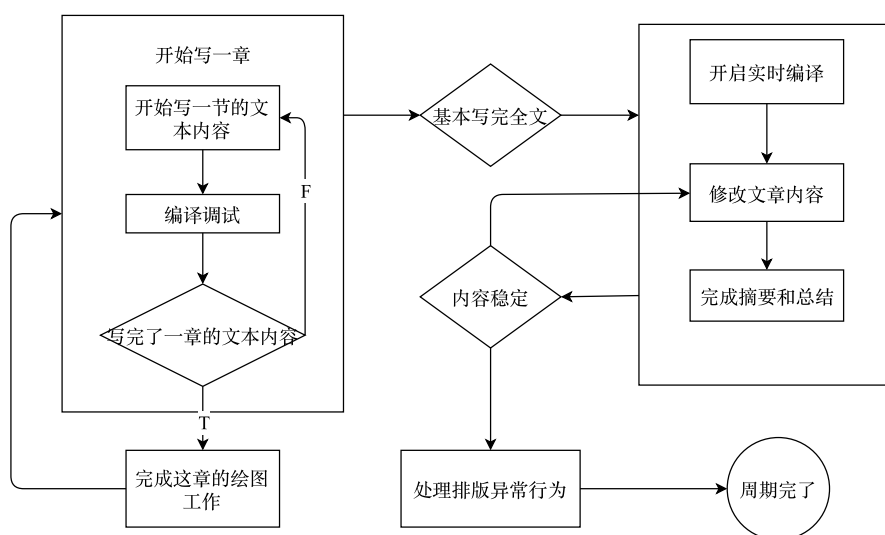 开始写一章
开始写一节的文
本内容
F
编译调试
写完了一章的文本内容
T
完成这章的绘图
工作
基本写完全文
开启实时编译
修改文章内容
完成摘要和总结
内容稳定
处理排版异常行为
周期完了